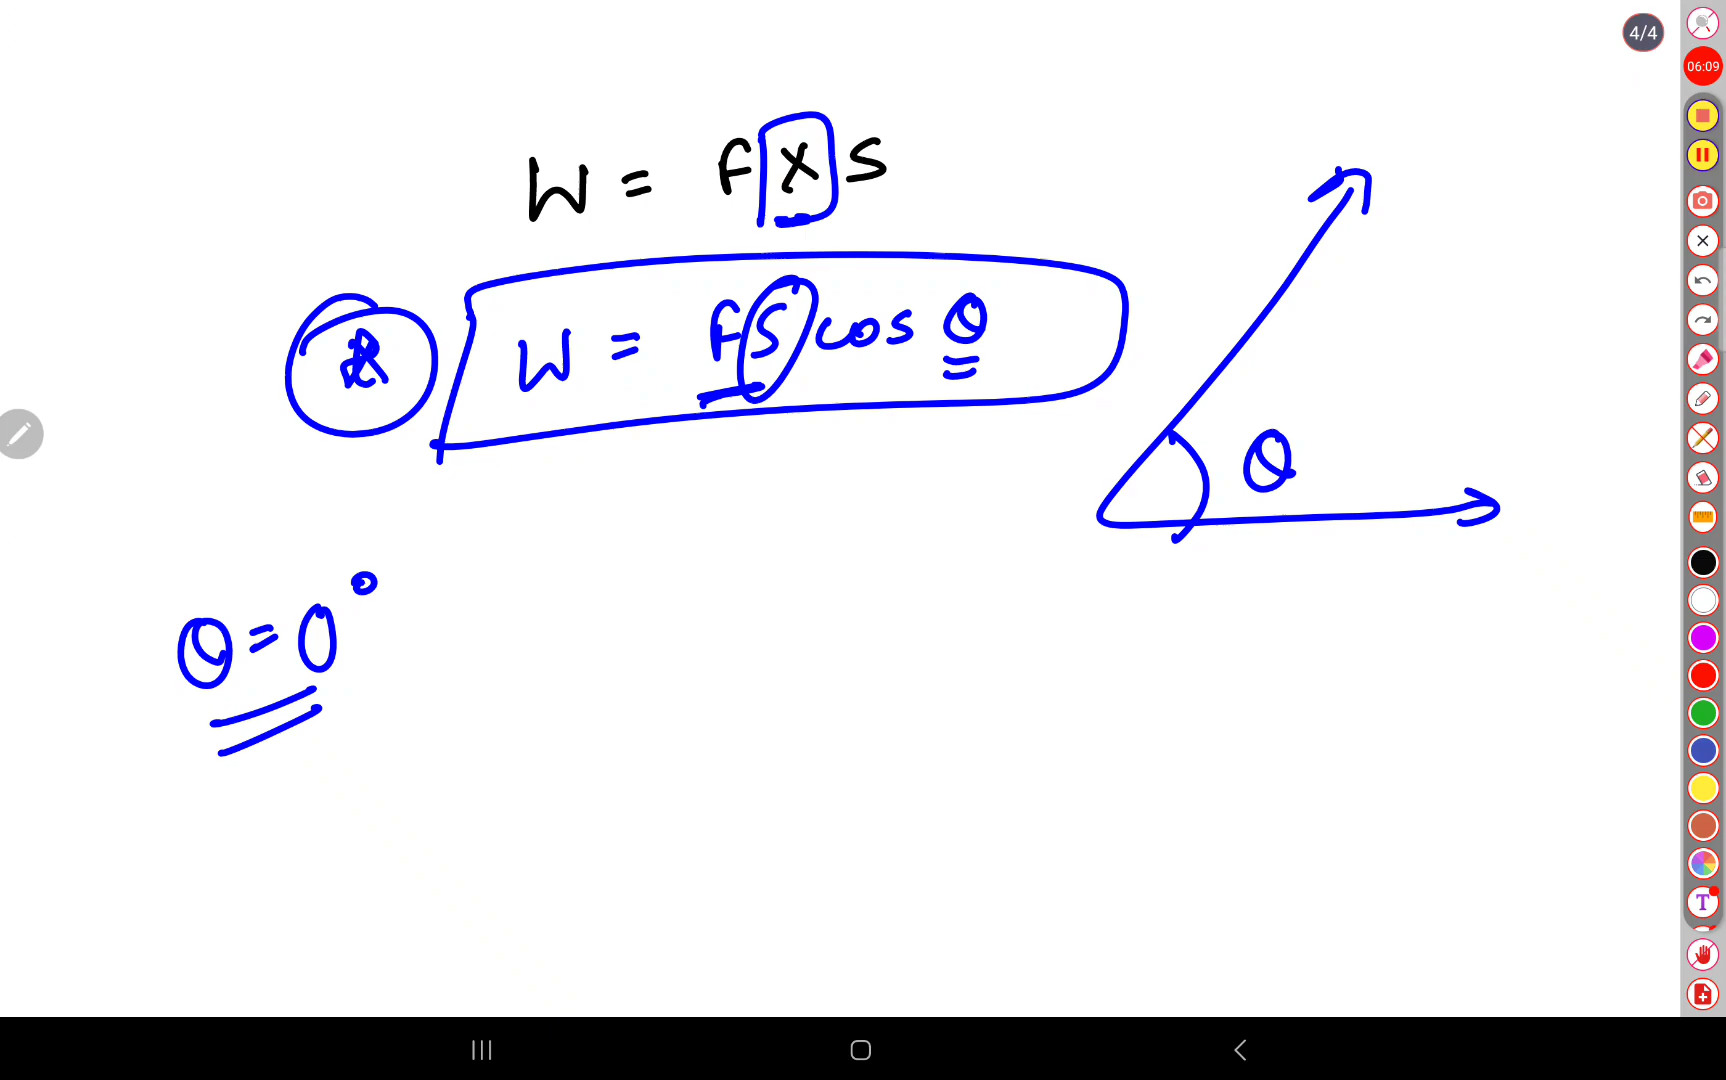 4/4
06:09
W = F X S
W = FS cos θ
θ
θ = 0°
T